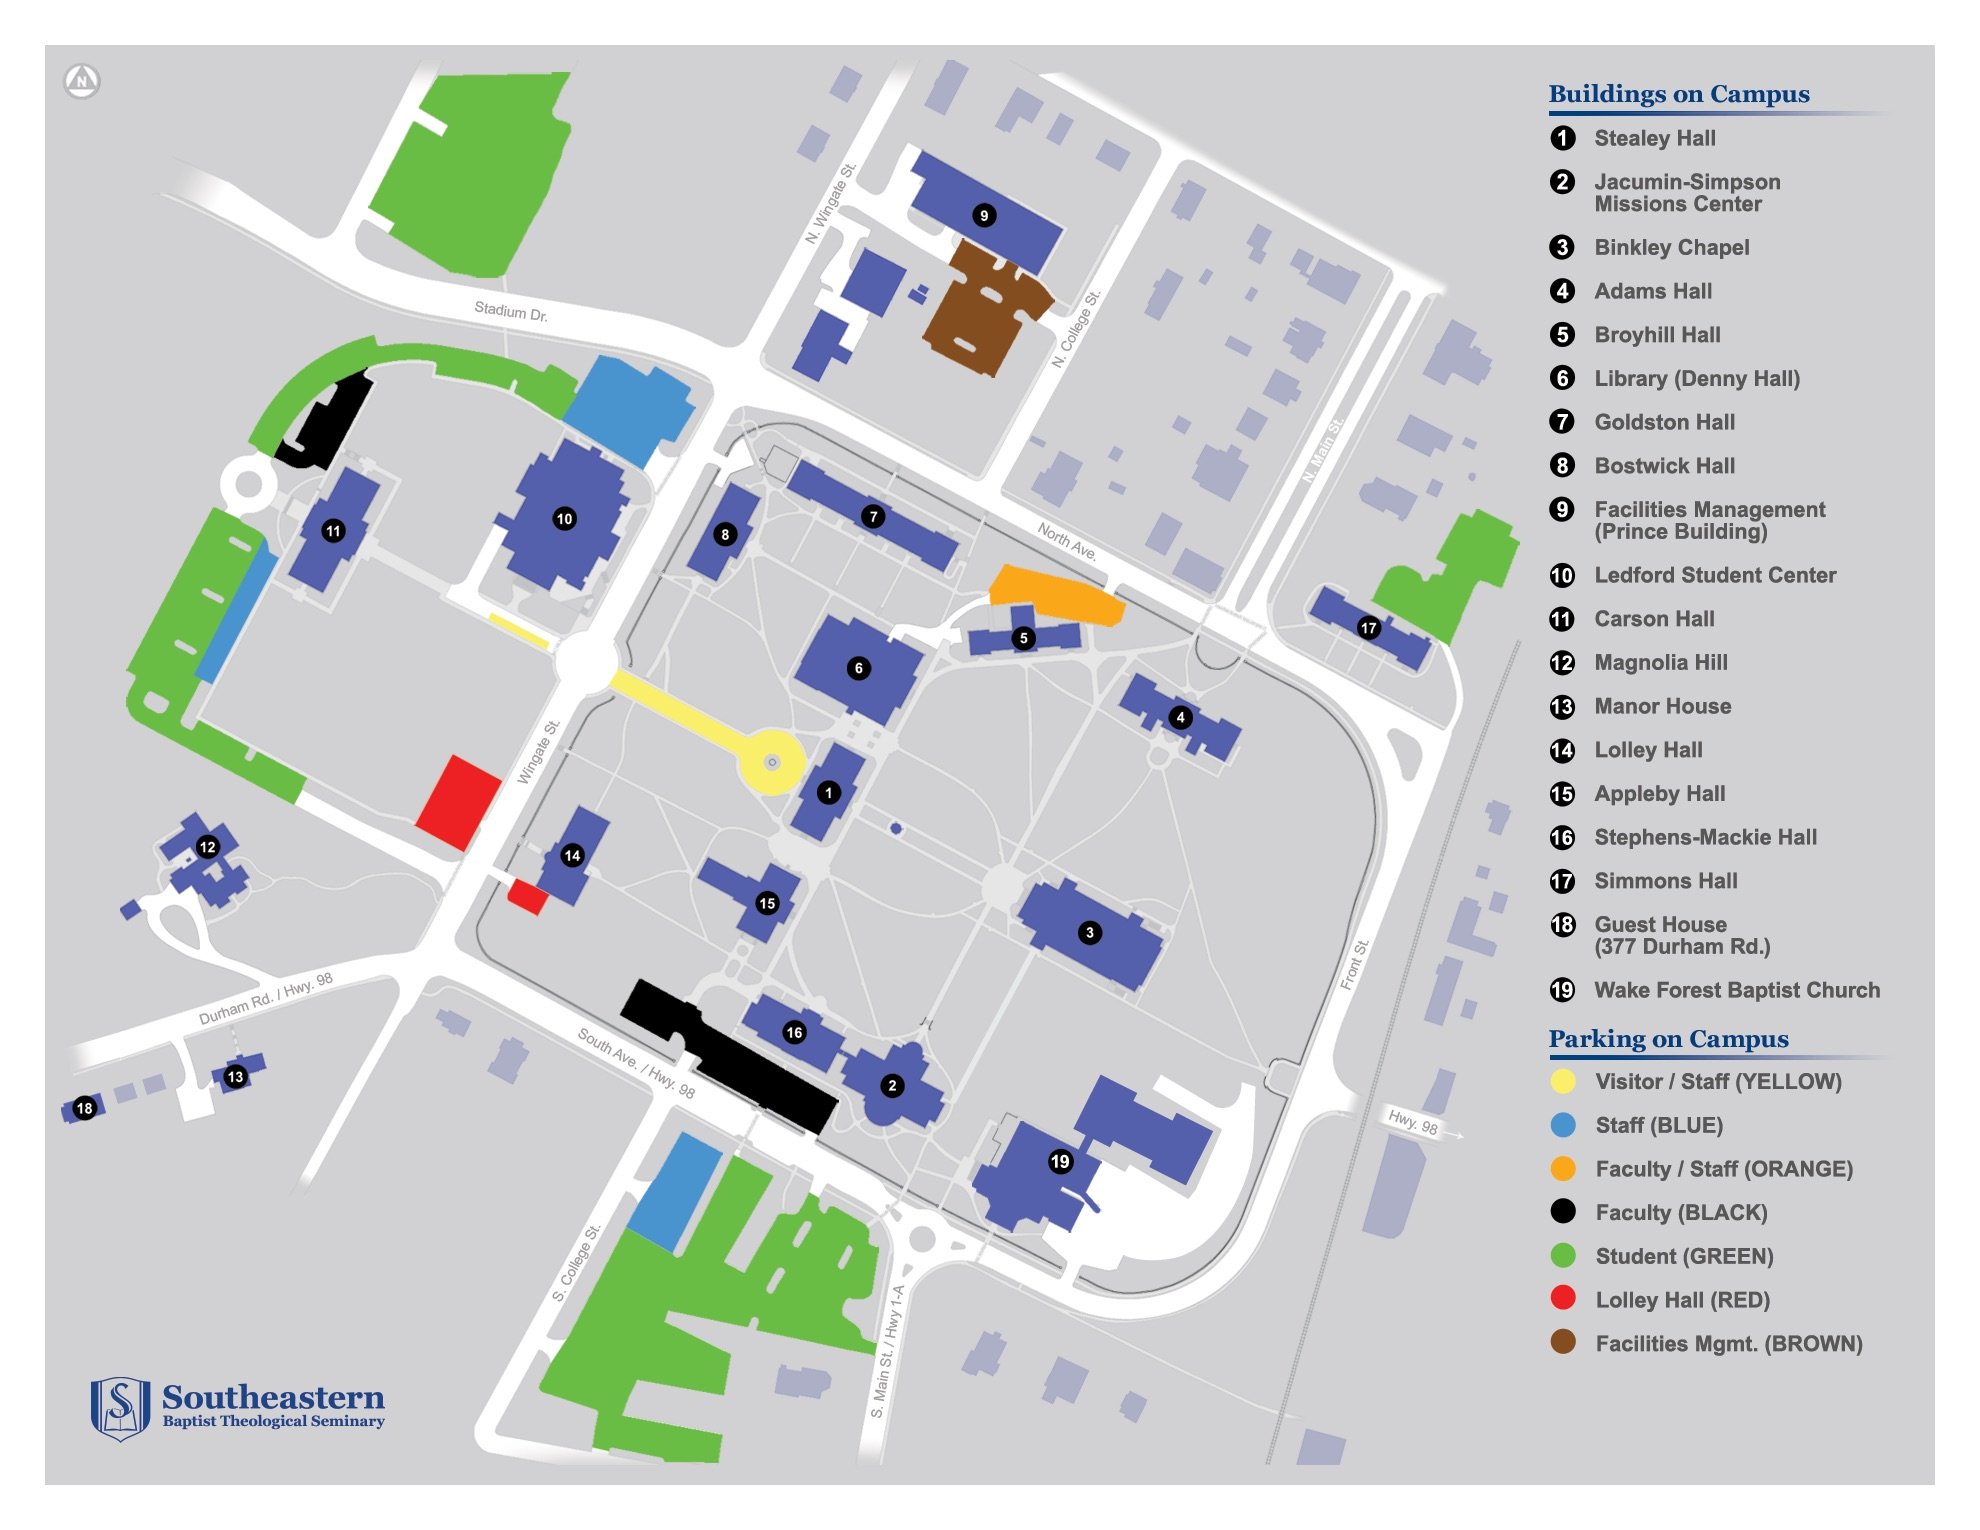 N
Buildings on Campus
1 Stealey Hall
2 Jacumin-Simpson
Missions Center
3 Binkley Chapel
4 Adams Hall
5 Broyhill Hall
6 Library (Denny Hall)
7 Goldston Hall
8 Bostwick Hall
9 Facilities Management
(Prince Building)
10 Ledford Student Center
11 Carson Hall
12 Magnolia Hill
13 Manor House
14 Lolley Hall
15 Appleby Hall
16 Stephens-Mackie Hall
17 Simmons Hall
18 Guest House
(377 Durham Rd.)
19 Wake Forest Baptist Church
Parking on Campus
Visitor / Staff (YELLOW)
Staff (BLUE)
Faculty / Staff (ORANGE)
Faculty (BLACK)
Student (GREEN)
Lolley Hall (RED)
Facilities Mgmt. (BROWN)
N. Wingate St.
9
Stadium Dr.
N. College St.
N. Main St.
11
10
8
7
North Ave.
5
17
6
4
Wingate St.
1
12
14
15
3
Front St.
Durham Rd. / Hwy. 98
South Ave. / Hwy. 98
16
2
13
18
Hwy. 98
19
S. College St.
S. Main St. / Hwy 1-A
S
Southeastern
Baptist Theological Seminary